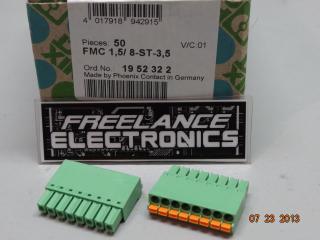 4 017918 942915
Pieces: 50 V/C:01
FMC 1,5/ 8-ST-3,5
Ord.No. 19 52 32 2
Made by Phoenix Contact in Germany
FREELANCE
ELECTRONICS
07 23 2013